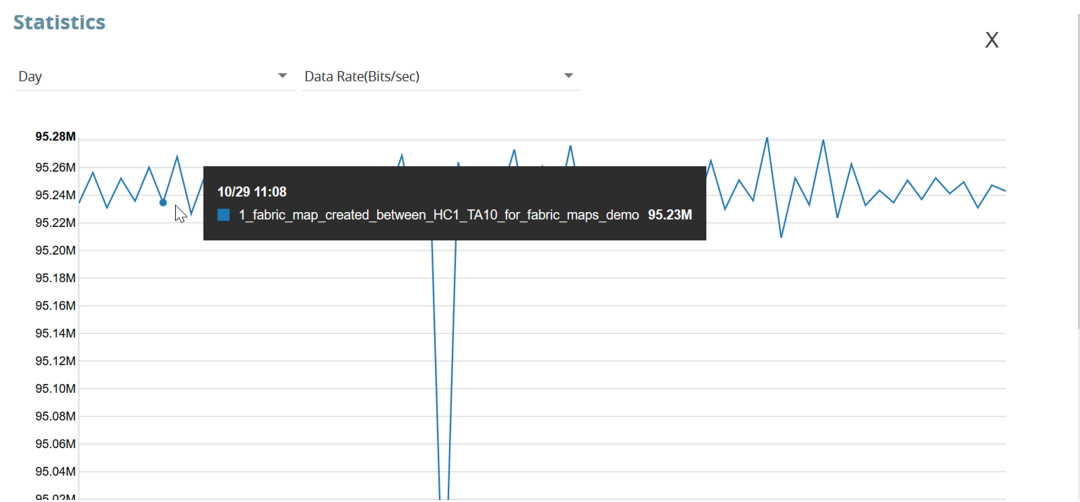 Statistics
X
Day
Data Rate(Bits/sec)
95.28M
95.26M
10/29 11:08
95.24M
1_fabric_map_created_between_HC1_TA10_for_fabric_maps_demo 95.23M
95.22M
95.20M
95.18M
95.16M
95.14M
95.12M
95.10M
95.08M
95.06M
95.04M
95.02M